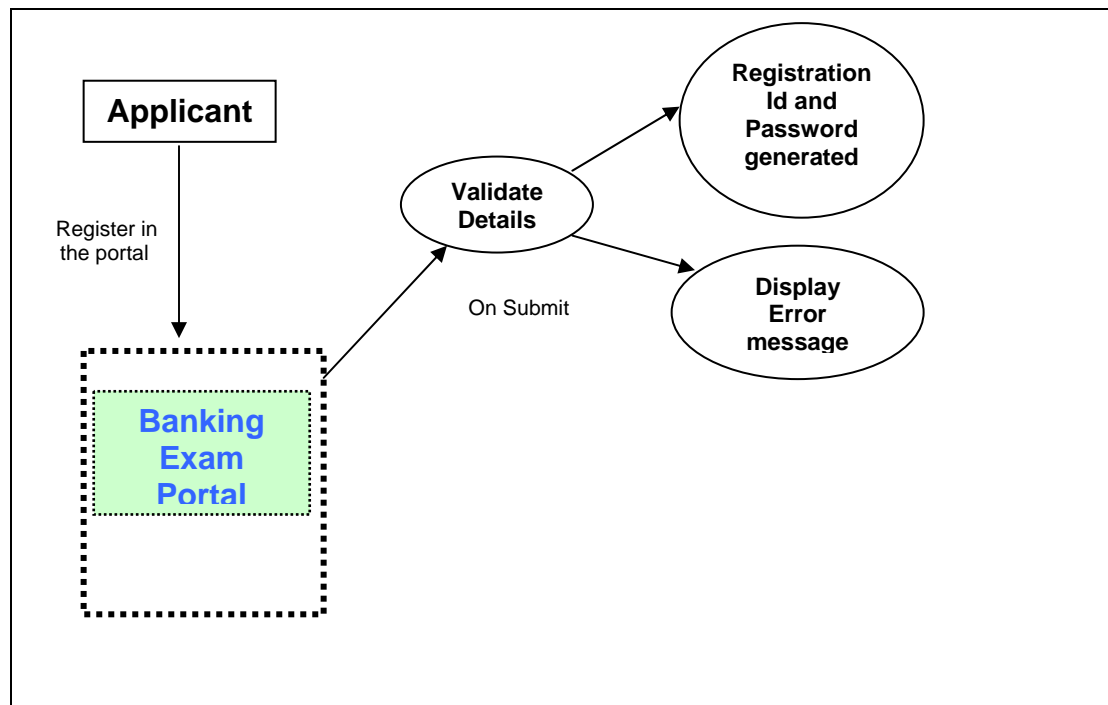 Applicant
Register in
the portal
Banking
Exam
Portal
Validate
Details
On Submit
Registration
Id and
Password
generated
Display
Error
message